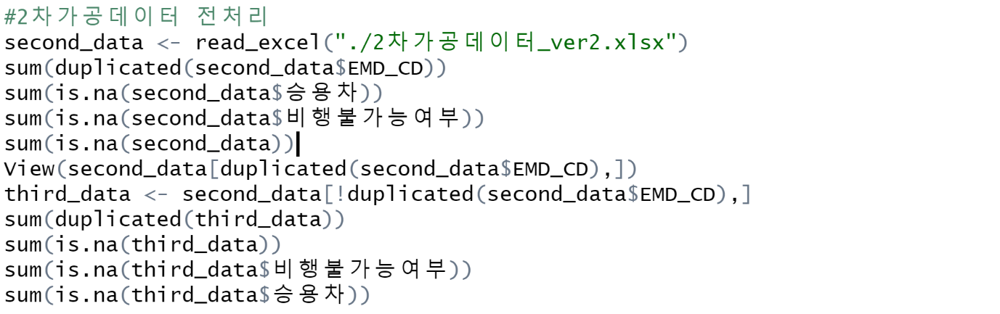 #2차가공데이터 전처리
second_data <- read_excel("./2차가공데이터_ver2.xlsx")
sum(duplicated(second_data$EMD_CD))
sum(is.na(second_data$승용차))
sum(is.na(second_data$비행불가능여부))
sum(is.na(second_data))
View(second_data[duplicated(second_data$EMD_CD),])
third_data <- second_data[!duplicated(second_data$EMD_CD),]
sum(duplicated(third_data))
sum(is.na(third_data))
sum(is.na(third_data$비행불가능여부))
sum(is.na(third_data$승용차))